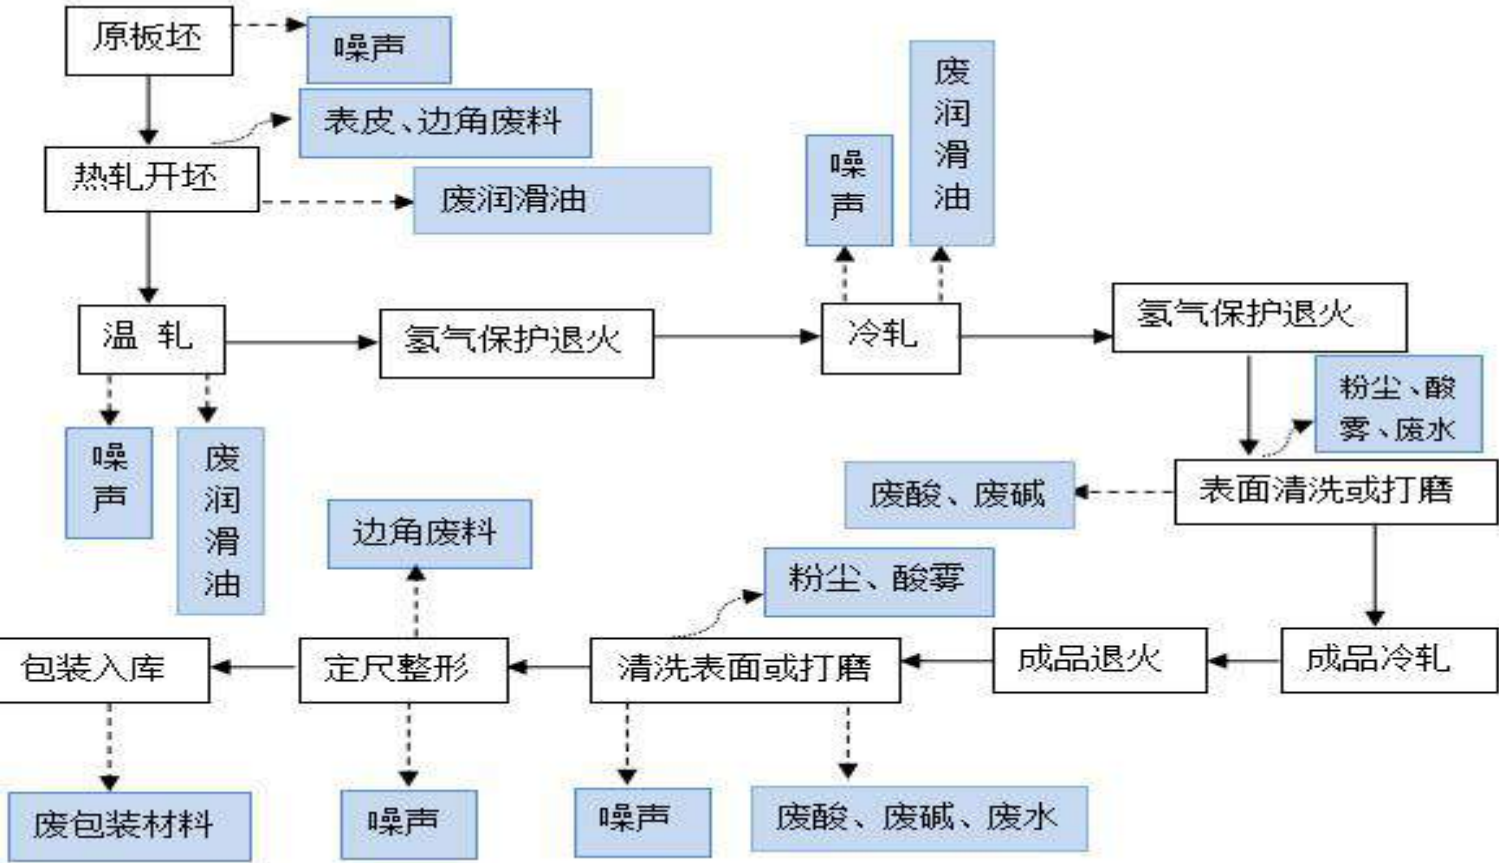 原板坯
噪声
表皮、边角废料
热轧开坯
废润滑油
噪声
废润滑油
温 轧
氢气保护退火
冷轧
氢气保护退火
粉尘、酸
雾、废水
噪声
废润滑油
废酸、废碱
表面清洗或打磨
边角废料
粉尘、酸雾
包装入库
定尺整形
清洗表面或打磨
成品退火
成品冷轧
废包装材料
噪声
噪声
废酸、废碱、废水